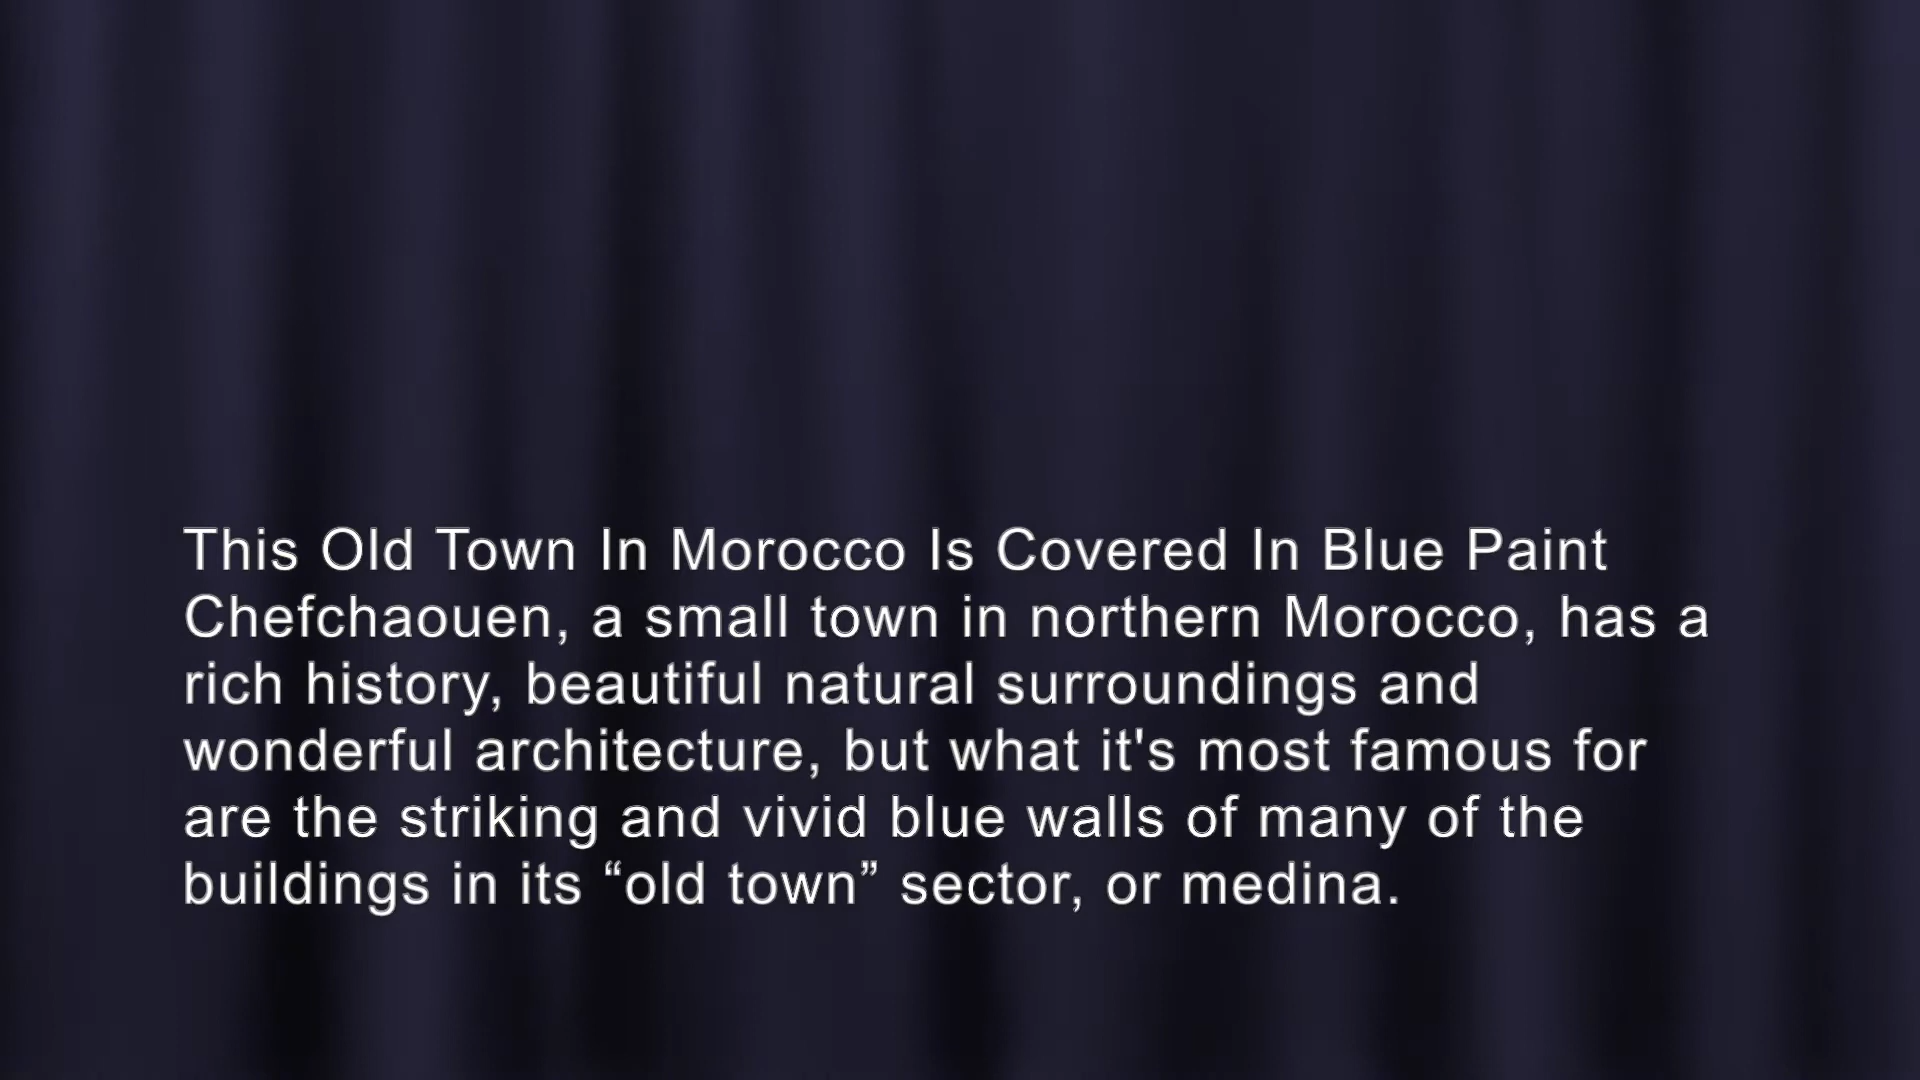 This Old Town In Morocco Is Covered In Blue Paint
Chefchaouen, a small town in northern Morocco, has a
rich history, beautiful natural surroundings and
wonderful architecture, but what it's most famous for
are the striking and vivid blue walls of many of the
buildings in its “old town” sector, or medina.